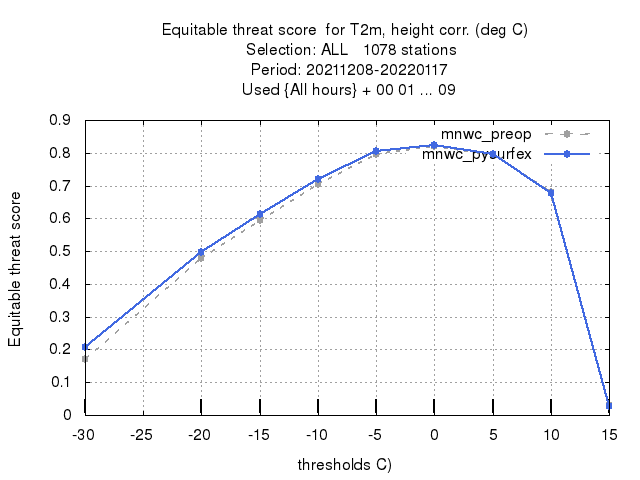 Equitable threat score for T2m, height corr. (deg C)
Selection: ALL 1078 stations
Period: 20211208-20220117
Used {All hours} + 00 01 ... 09
mnwc_preop
mnwc_pysurfex
Equitable threat score
0.9
0.8
0.7
0.6
0.5
0.4
0.3
0.2
0.1
0
-30 -25 -20 -15 -10 -5 0 5 10 15
thresholds C)